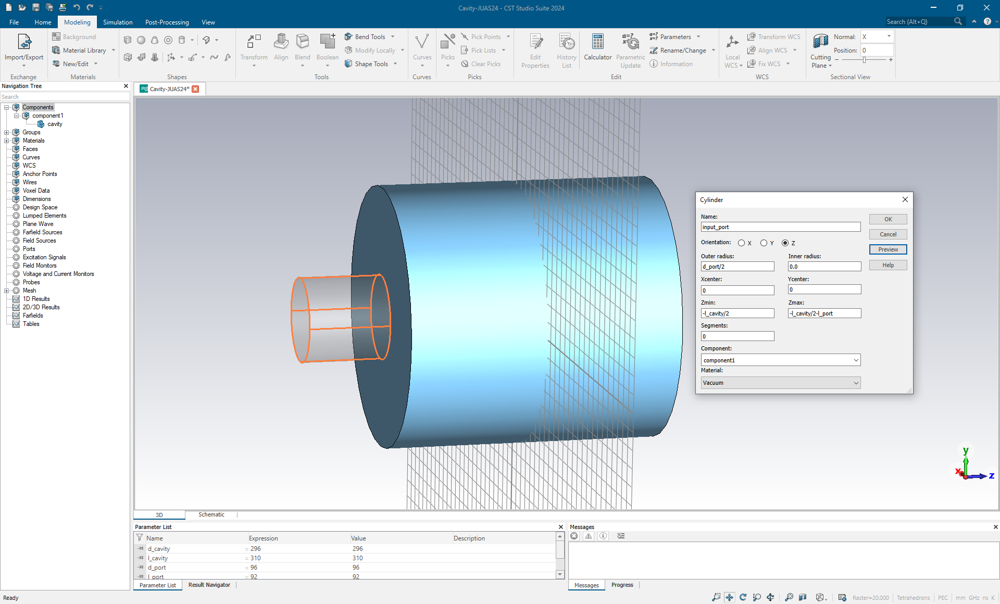 Cavity-JUAS24 - CST Studio Suite 2024
File Home Modeling Simulation Post-Processing View
Search (Alt+Q)
Import/Export
Exchange
Background
Material Library
New/Edit
Materials
Shapes
Transform
Align
Blend
Boolean
Bend Tools
Modify Locally
Shape Tools
Tools
Curves
Curves
Picks
Pick Points
Pick Lists
Clear Picks
Picks
Edit Properties
History List
Calculator
Parametric Update
Parameters
Rename/Change
Information
Edit
Local WCS
Transform WCS
Align WCS
Fix WCS
WCS
Cutting Plane
Normal: X
Position: 0
Sectional View
Navigation Tree
Search
Components
component1
cavity
Groups
Materials
Faces
Curves
WCS
Anchor Points
Wires
Voxel Data
Dimensions
Design Space
Lumped Elements
Plane Wave
Farfield Sources
Field Sources
Ports
Excitation Signals
Field Monitors
Voltage and Current Monitors
Probes
Mesh
1D Results
2D/3D Results
Farfields
Tables
Cavity-JUAS24*
Cylinder
Name:
input_port
OK
Cancel
Preview
Help
Orientation: X Y Z
Outer radius: Inner radius:
d_port/2 0.0
Xcenter: Ycenter:
0 0
Zmin: Zmax:
-l_cavity/2 -l_cavity/2-l_port
Segments:
0
Component:
component1
Material:
Vacuum
y
x
z
3D Schematic
Parameter List
Name Expression Value Description
d_cavity = 296 296
l_cavity = 310 310
d_port = 96 96
l_port = 92 92
Parameter List Result Navigator
Messages
Messages Progress
Ready
Raster=20.000 Tetrahedrons PEC mm GHz ns K